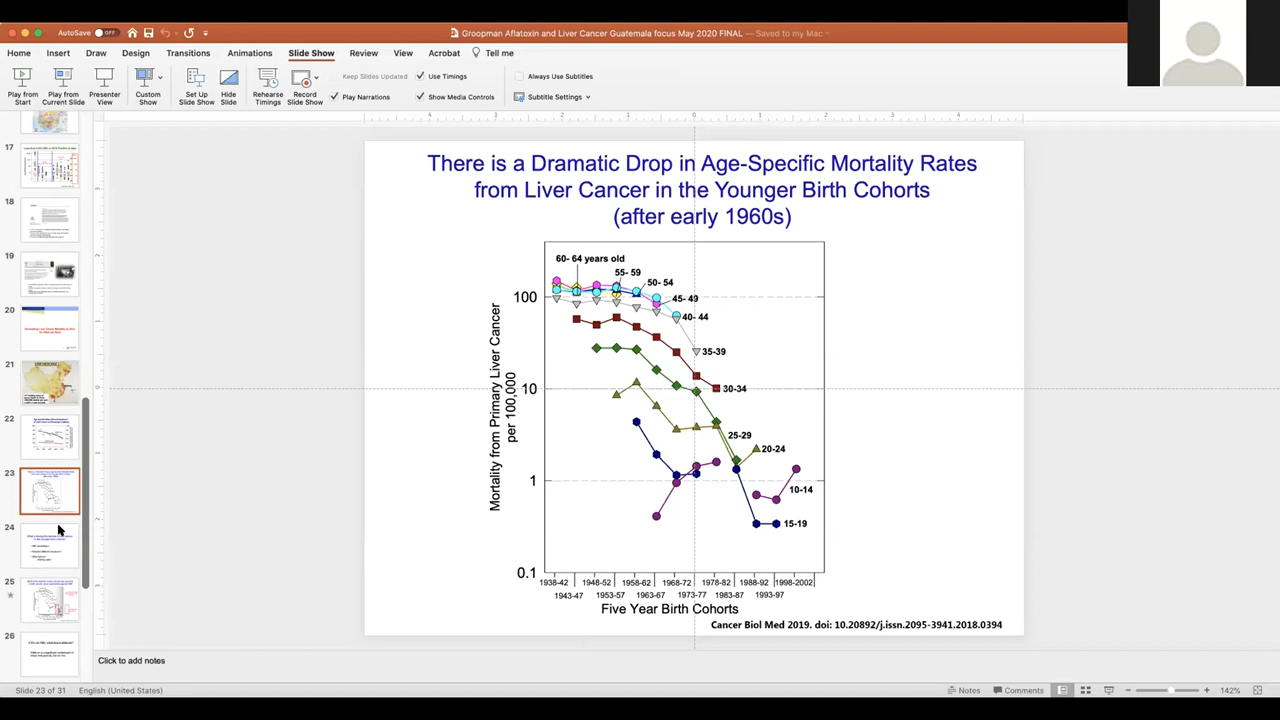 AutoSave OFF
Groopman Aflatoxin and Liver Cancer Guatemala focus May 2020 FINAL — Saved to my Mac
Home Insert Draw Design Transitions Animations Slide Show Review View Acrobat Tell me
Play from Start
Play from Current Slide
Presenter View
Custom Show
Set Up Slide Show
Hide Slide
Rehearse Timings
Record Slide Show
Keep Slides Updated
Play Narrations
Use Timings
Show Media Controls
Always Use Subtitles
Subtitle Settings
17
18
19
20
21
22
23
24
25
26
There is a Dramatic Drop in Age-Specific Mortality Rates
from Liver Cancer in the Younger Birth Cohorts
(after early 1960s)
Mortality from Primary Liver Cancer
per 100,000
100
10
1
0.1
60- 64 years old
55- 59
50- 54
45- 49
40- 44
35-39
30-34
25-29
20-24
10-14
15-19
1938-42 1948-52 1958-62 1968-72 1978-82 1988-92 1998-2002
1943-47 1953-57 1963-67 1973-77 1983-87 1993-97
Five Year Birth Cohorts
Cancer Biol Med 2019. doi: 10.20892/j.issn.2095-3941.2018.0394
Click to add notes
Slide 23 of 31 English (United States)
Notes Comments 142%